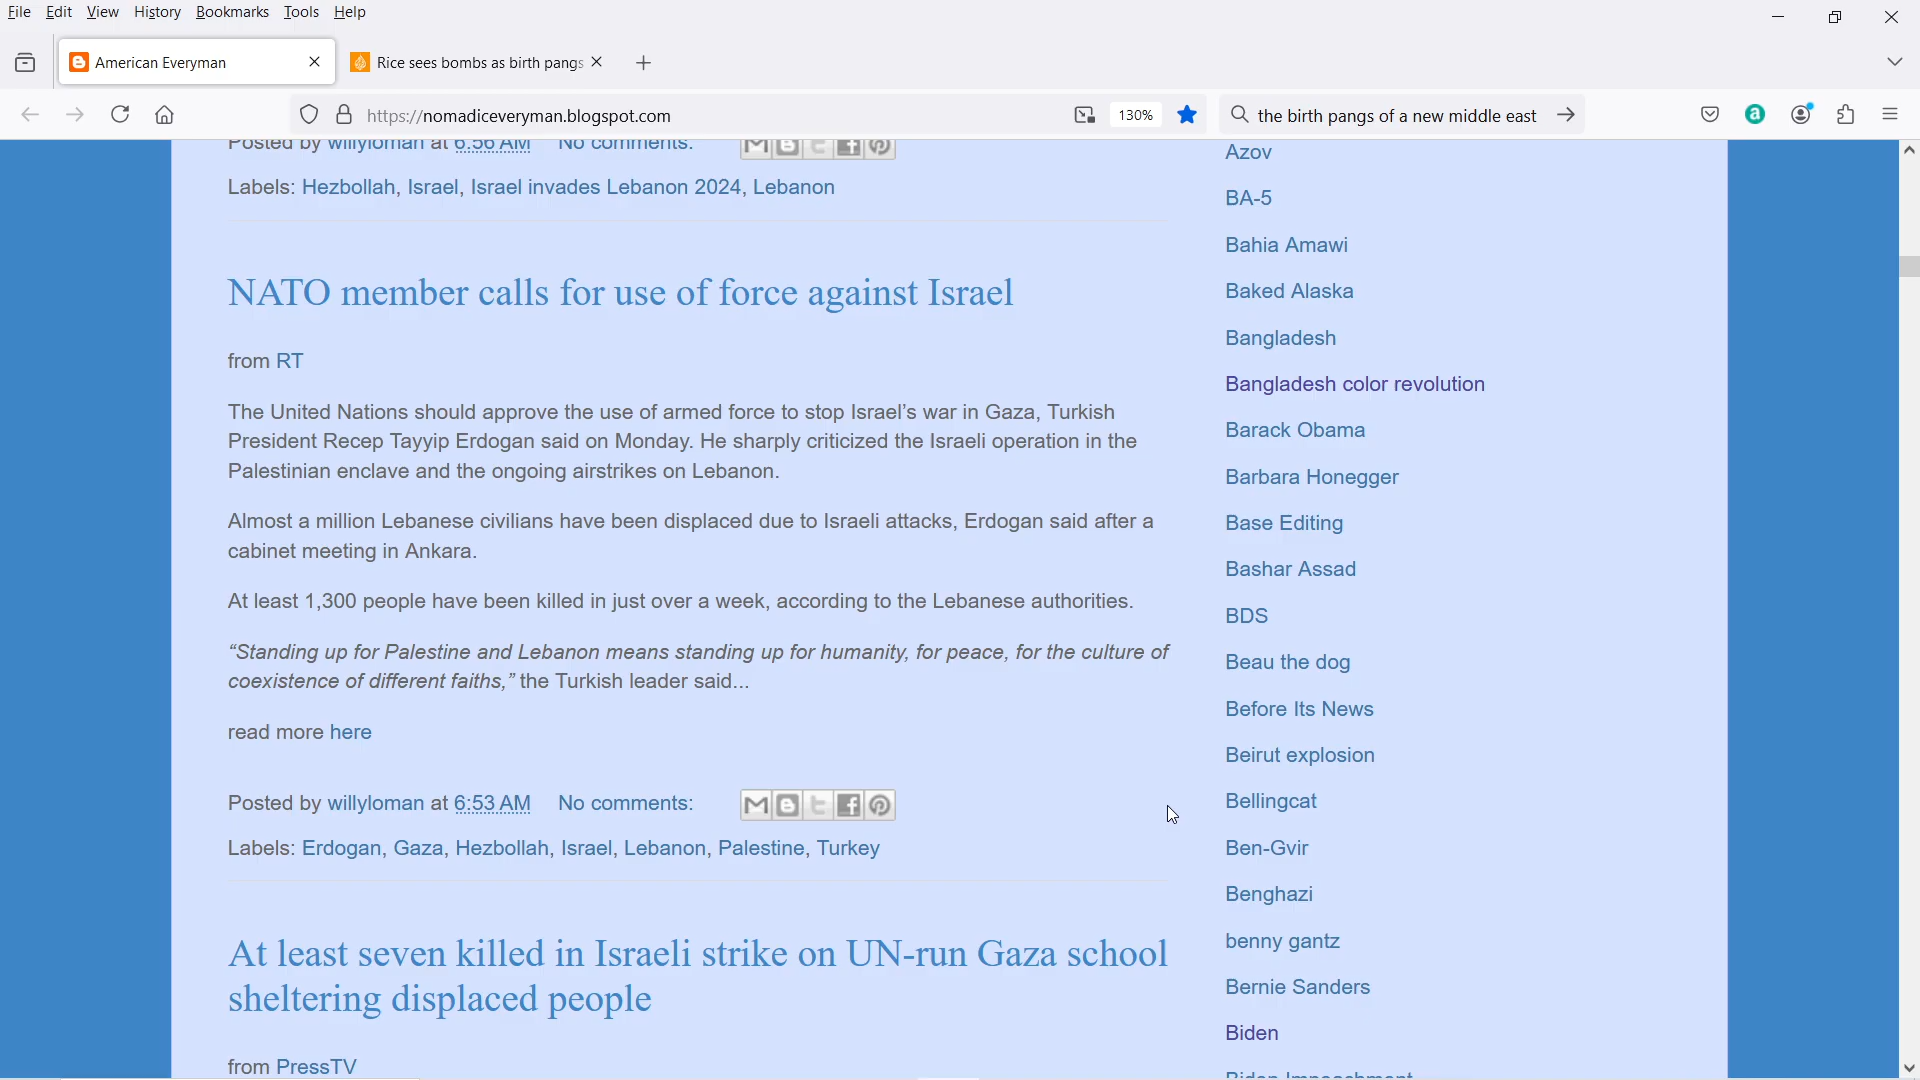 File Edit View History Bookmarks Tools Help
American Everyman
Rice sees bombs as birth pangs
https://nomadiceveryman.blogspot.com
130%
the birth pangs of a new middle east
Posted by willyloman at 6:56 AM No comments:
Labels: Hezbollah, Israel, Israel invades Lebanon 2024, Lebanon
NATO member calls for use of force against Israel
from RT
The United Nations should approve the use of armed force to stop Israel’s war in Gaza, Turkish
President Recep Tayyip Erdogan said on Monday. He sharply criticized the Israeli operation in the
Palestinian enclave and the ongoing airstrikes on Lebanon.
Almost a million Lebanese civilians have been displaced due to Israeli attacks, Erdogan said after a
cabinet meeting in Ankara.
At least 1,300 people have been killed in just over a week, according to the Lebanese authorities.
“Standing up for Palestine and Lebanon means standing up for humanity, for peace, for the culture of
coexistence of different faiths,” the Turkish leader said...
read more here
Posted by willyloman at 6:53 AM No comments:
Labels: Erdogan, Gaza, Hezbollah, Israel, Lebanon, Palestine, Turkey
At least seven killed in Israeli strike on UN-run Gaza school
sheltering displaced people
from PressTV
Azov
BA-5
Bahia Amawi
Baked Alaska
Bangladesh
Bangladesh color revolution
Barack Obama
Barbara Honegger
Base Editing
Bashar Assad
BDS
Beau the dog
Before Its News
Beirut explosion
Bellingcat
Ben-Gvir
Benghazi
benny gantz
Bernie Sanders
Biden
Biden Impeachment